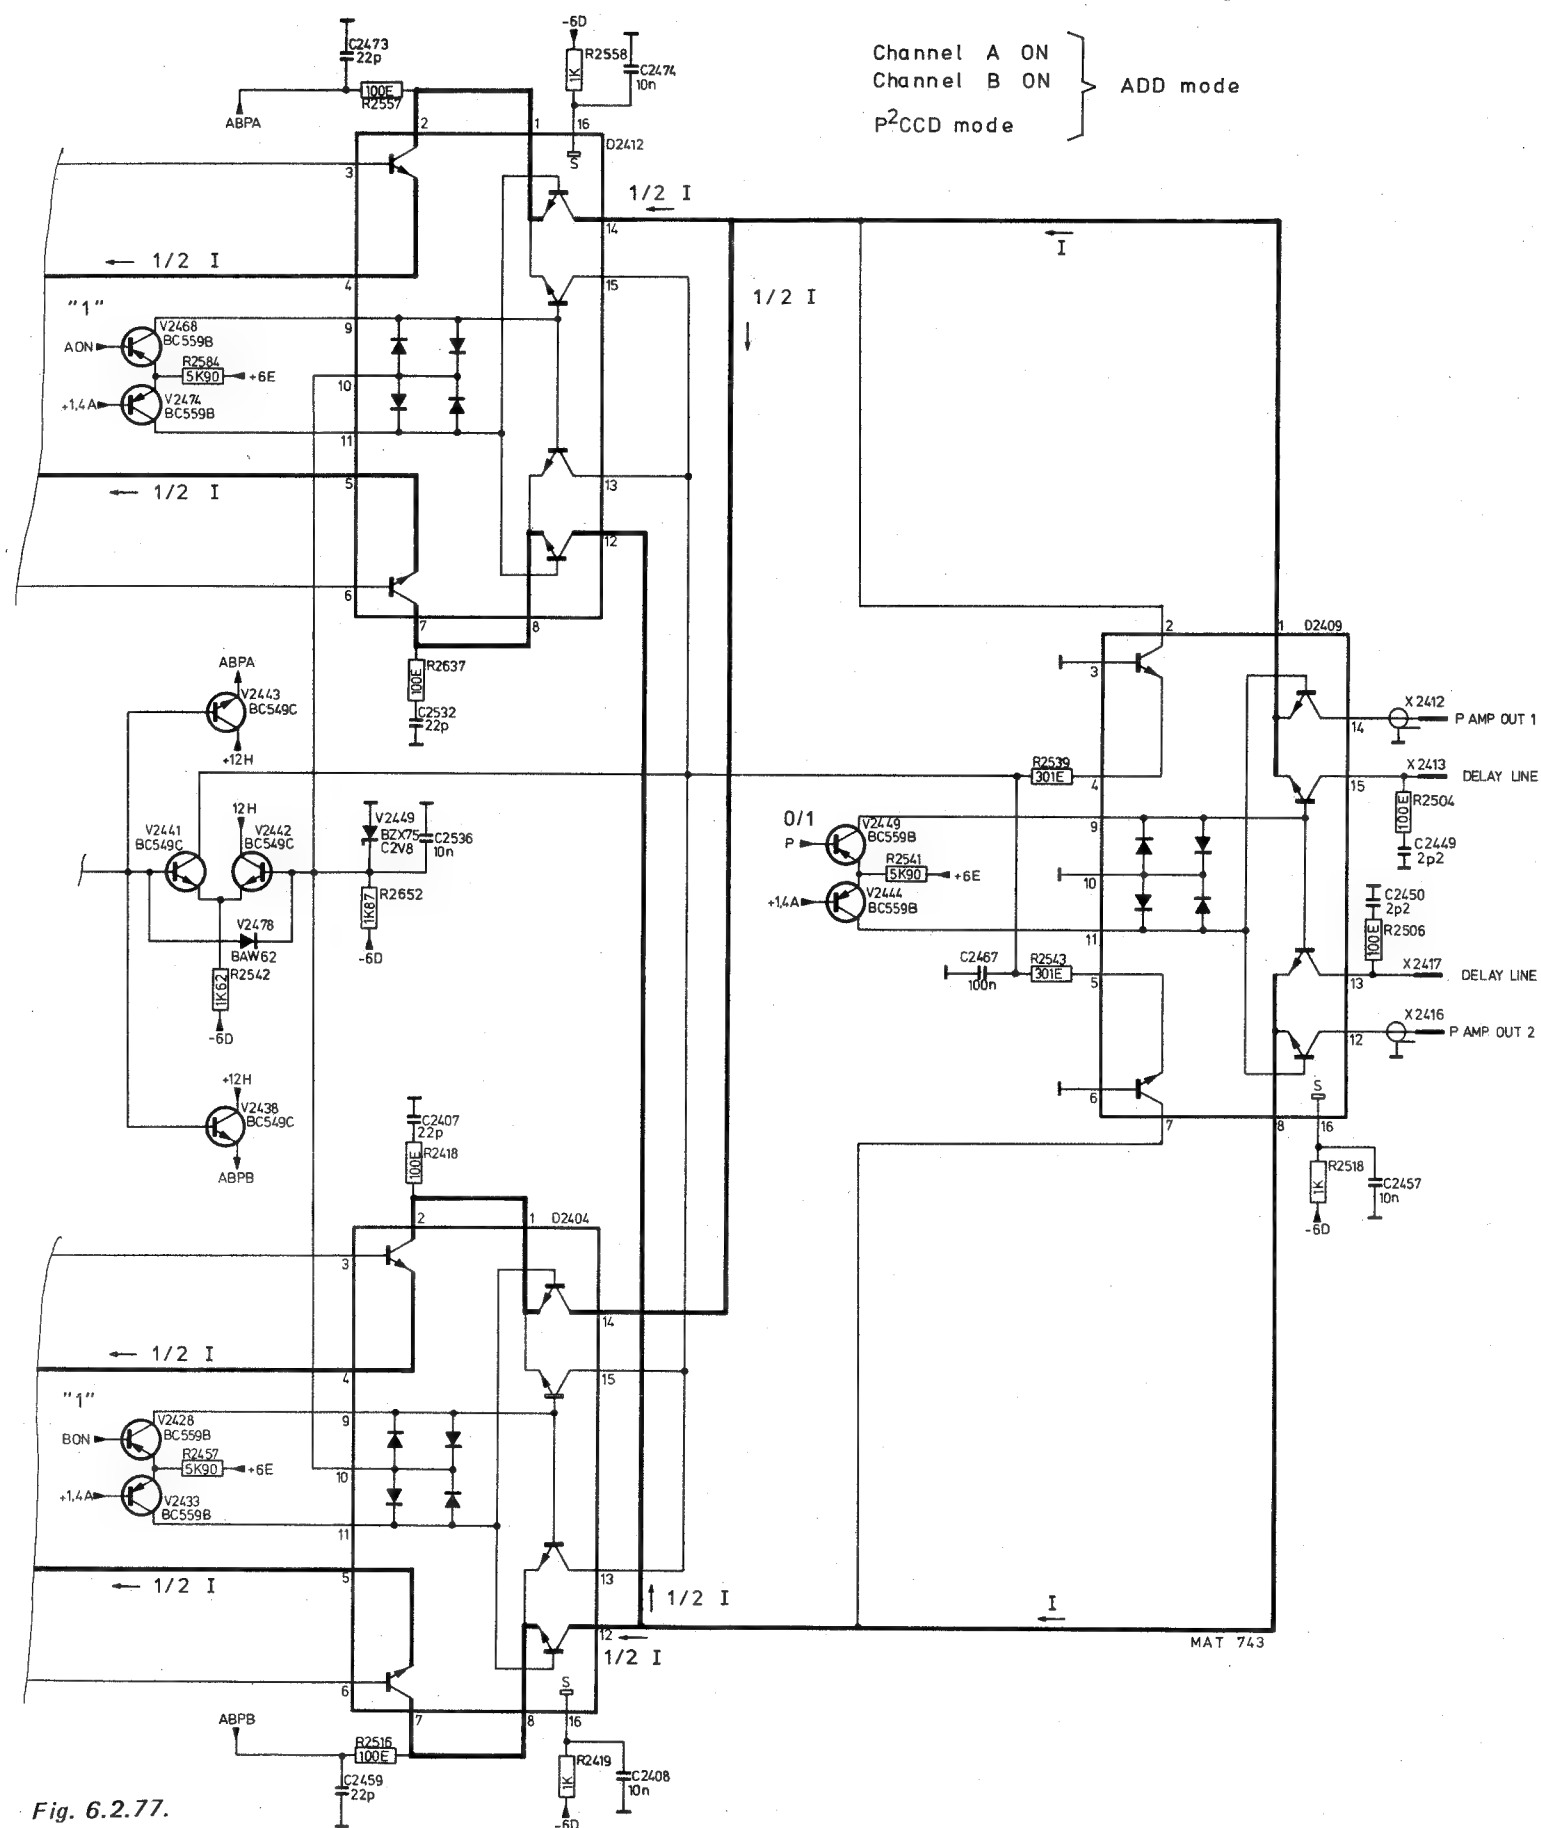 -6D
C2473
22p
R2558
1K
C2474
10n
Channel A ON
Channel B ON
ADD mode
P²CCD mode
100E
R2557
ABPA
2
1
16
D2412
S
3
1/2 I
14
I
1/2 I
4
15
1/2 I
"1"
V2468
BC559B
9
AON
R2584
5K90
+6E
10
+1,4A
V2474
BC559B
11
5
13
1/2 I
12
6
7
8
2
1
D2409
ABPA
R2637
100E
3
V2443
BC549C
C2532
22p
X2412
P AMP OUT 1
14
+12H
R2539
301E
4
X2413
DELAY LINE
15
R2504
100E
12H
V2441
BC549C
V2442
BC549C
V2449
BZX75
C2V8
C2536
10n
0/1
V2449
BC559B
9
P
R2541
5K90
+6E
C2449
2p2
10
R2652
1K87
+1,4A
V2444
BC559B
C2450
2p2
V2478
BAW62
11
R2506
100E
-6D
C2467
100n
R2543
301E
5
X2417
DELAY LINE
13
R2542
1K62
-6D
X2416
P AMP. OUT 2
12
+12H
6
S
V2438
BC549C
C2407
22p
7
8
16
ABPB
R2418
100E
R2518
1K
C2457
10n
-6D
2
1
D2404
3
14
1/2 I
4
15
"1"
V2428
BC559B
9
BON
R2457
5K90
+6E
10
+1,4A
V2433
BC559B
11
5
13
1/2 I
1/2 I
I
12
1/2 I
MAT 743
6
S
7
8
16
ABPB
R2516
100E
R2419
1K
C2459
22p
C2408
10n
-6D
Fig. 6.2.77.